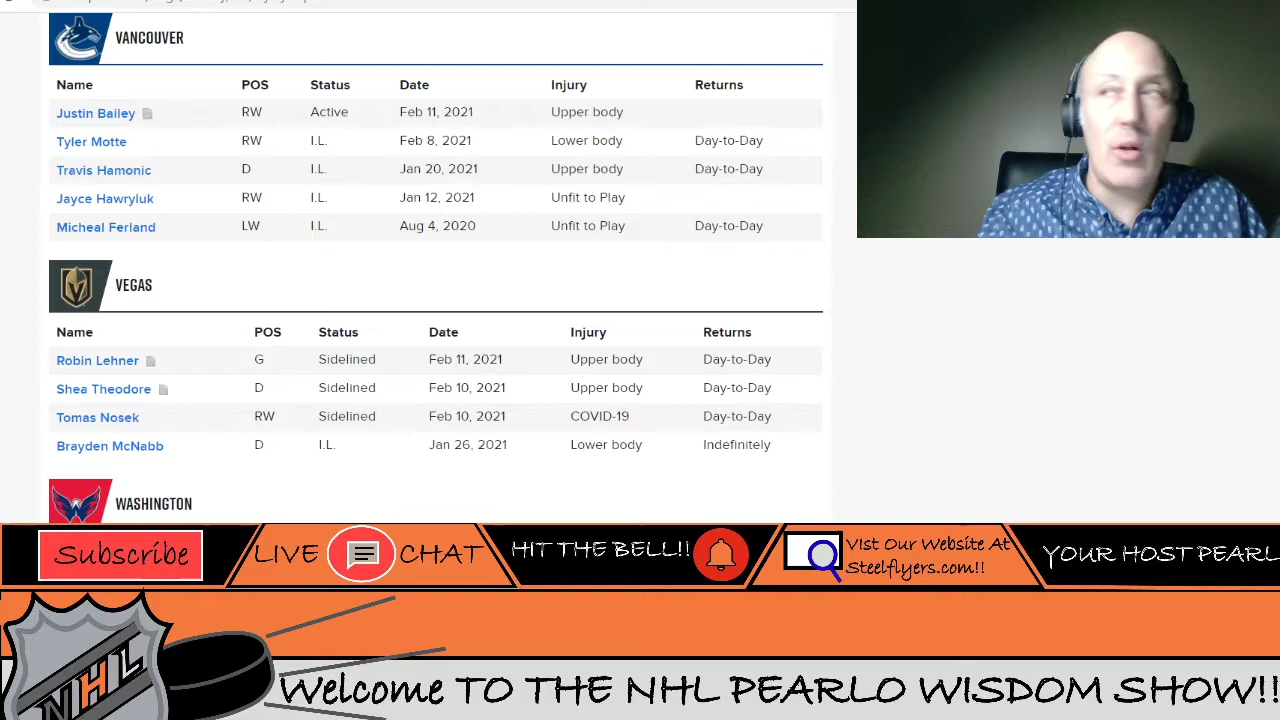 VANCOUVER
Name POS Status Date Injury Returns
Justin Bailey RW Active Feb 11, 2021 Upper body
Tyler Motte RW I.L. Feb 8, 2021 Lower body Day-to-Day
Travis Hamonic D I.L. Jan 20, 2021 Upper body Day-to-Day
Jayce Hawryluk RW I.L. Jan 12, 2021 Unfit to Play
Micheal Ferland LW I.L. Aug 4, 2020 Unfit to Play Day-to-Day
VEGAS
Name POS Status Date Injury Returns
Robin Lehner G Sidelined Feb 11, 2021 Upper body Day-to-Day
Shea Theodore D Sidelined Feb 10, 2021 Upper body Day-to-Day
Tomas Nosek RW Sidelined Feb 10, 2021 COVID-19 Day-to-Day
Brayden McNabb D I.L. Jan 26, 2021 Lower body Indefinitely
WASHINGTON
Subscribe
LIVE CHAT
HIT THE BELL!!
VIst Our Website At
Steelflyers.com!!
YOUR HOST PEARL
NHL
Welcome TO THE NHL PEARLO WISDOM SHOW!!